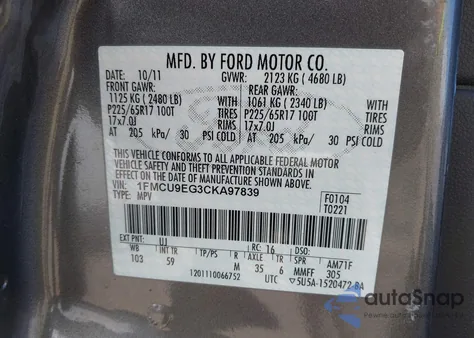 MFD. BY FORD MOTOR CO.
DATE: 10/11 GVWR: 2123 KG ( 4680 LB)
FRONT GAWR: REAR GAWR:
1125 KG ( 2480 LB) 1061 KG ( 2340 LB)
P225/65R17 100T TIRES P225/65R17 100T TIRES
17x7.0J RIMS 17x7.0J RIMS
AT 205 kPa/ 30 PSI COLD AT 205 kPa/ 30 PSI COLD
THIS VEHICLE CONFORMS TO ALL APPLICABLE FEDERAL MOTOR
VEHICLE SAFETY AND THEFT PREVENTION STANDARDS IN
EFFECT ON THE DATE OF MANUFACTURE SHOWN ABOVE.
VIN: 1FMCU9EG3CKA97839 F0104
TYPE: MPV T0221
EXT PNT: UJ RC: 16 DSO:
WB INT TR TP/PS R AXLE TR SPR AM71F
103 59 M 35 6 MMFF 305
1201110066752 UTC 5U5A-1520472-BA
autoSnap